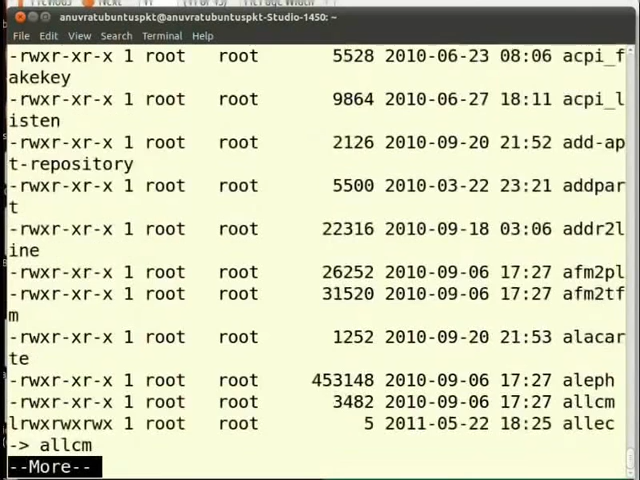 anuvratubuntuspkt@anuvratubuntuspkt-Studio-1450: ~
File Edit View Search Terminal Help
-rwxr-xr-x 1 root root 5528 2010-06-23 08:06 acpi_f
akekey
-rwxr-xr-x 1 root root 9864 2010-06-27 18:11 acpi_l
isten
-rwxr-xr-x 1 root root 2126 2010-09-20 21:52 add-ap
t-repository
-rwxr-xr-x 1 root root 5500 2010-03-22 23:21 addpar
t
-rwxr-xr-x 1 root root 22316 2010-09-18 03:06 addr2l
ine
-rwxr-xr-x 1 root root 26252 2010-09-06 17:27 afm2pl
-rwxr-xr-x 1 root root 31520 2010-09-06 17:27 afm2tf
m
-rwxr-xr-x 1 root root 1252 2010-09-20 21:53 alacar
te
-rwxr-xr-x 1 root root 453148 2010-09-06 17:27 aleph
-rwxr-xr-x 1 root root 3482 2010-09-06 17:27 allcm
lrwxrwxrwx 1 root root 5 2011-05-22 18:25 allec
-> allcm
--More--